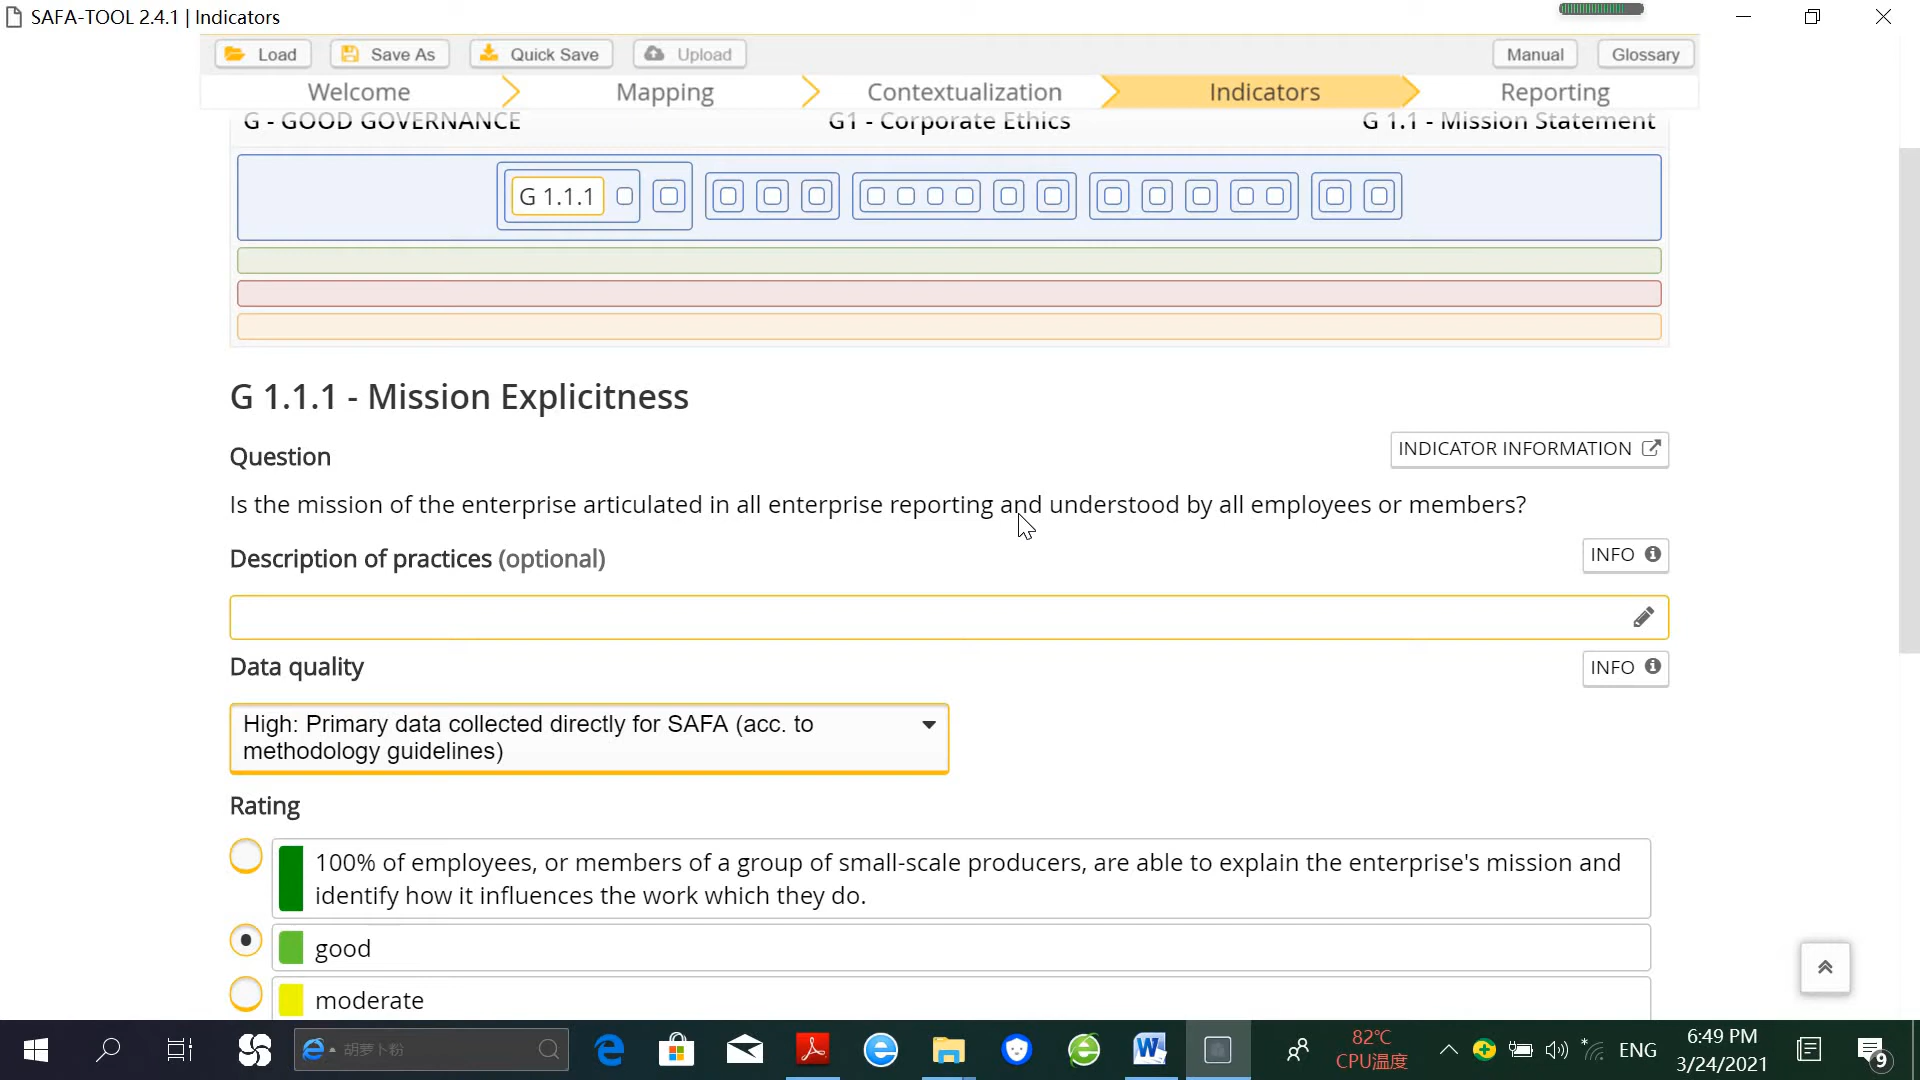 SAFA-TOOL 2.4.1 | Indicators
Load Save As Quick Save Upload Manual Glossary
Welcome Mapping Contextualization Indicators Reporting
G - GOOD GOVERNANCE G1 - Corporate Ethics G 1.1 - Mission Statement
G 1.1.1
G 1.1.1 - Mission Explicitness
Question INDICATOR INFORMATION
Is the mission of the enterprise articulated in all enterprise reporting and understood by all employees or members?
Description of practices (optional) INFO
Data quality INFO
High: Primary data collected directly for SAFA (acc. to
methodology guidelines)
Rating
100% of employees, or members of a group of small-scale producers, are able to explain the enterprise's mission and
identify how it influences the work which they do.
good
moderate
胡萝卜粉
82℃
CPU温度
ENG
6:49 PM
3/24/2021
9